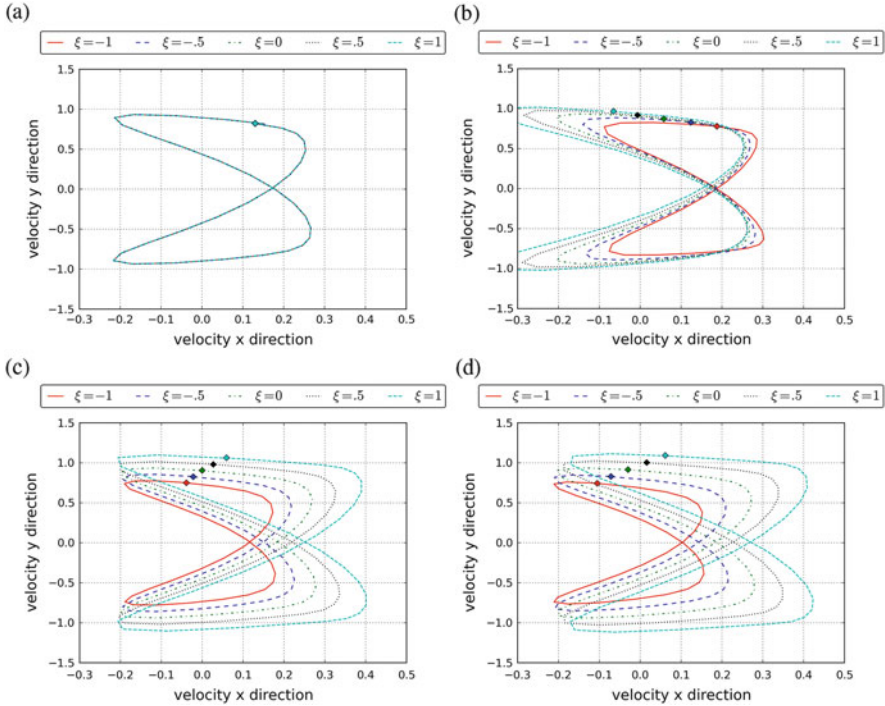 (a)
ξ=−1 ξ=−.5 ξ=0 ξ=.5 ξ=1
1.5
1.0
0.5
0.0
−0.5
−1.0
−1.5
velocity y direction
−0.3 −0.2 −0.1 0.0 0.1 0.2 0.3 0.4 0.5
velocity x direction
(b)
ξ=−1 ξ=−.5 ξ=0 ξ=.5 ξ=1
1.5
1.0
0.5
0.0
−0.5
−1.0
−1.5
velocity y direction
−0.3 −0.2 −0.1 0.0 0.1 0.2 0.3 0.4 0.5
velocity x direction
(c)
ξ=−1 ξ=−.5 ξ=0 ξ=.5 ξ=1
1.5
1.0
0.5
0.0
−0.5
−1.0
−1.5
velocity y direction
−0.3 −0.2 −0.1 0.0 0.1 0.2 0.3 0.4 0.5
velocity x direction
(d)
ξ=−1 ξ=−.5 ξ=0 ξ=.5 ξ=1
1.5
1.0
0.5
0.0
−0.5
−1.0
−1.5
velocity y direction
−0.3 −0.2 −0.1 0.0 0.1 0.2 0.3 0.4 0.5
velocity x direction